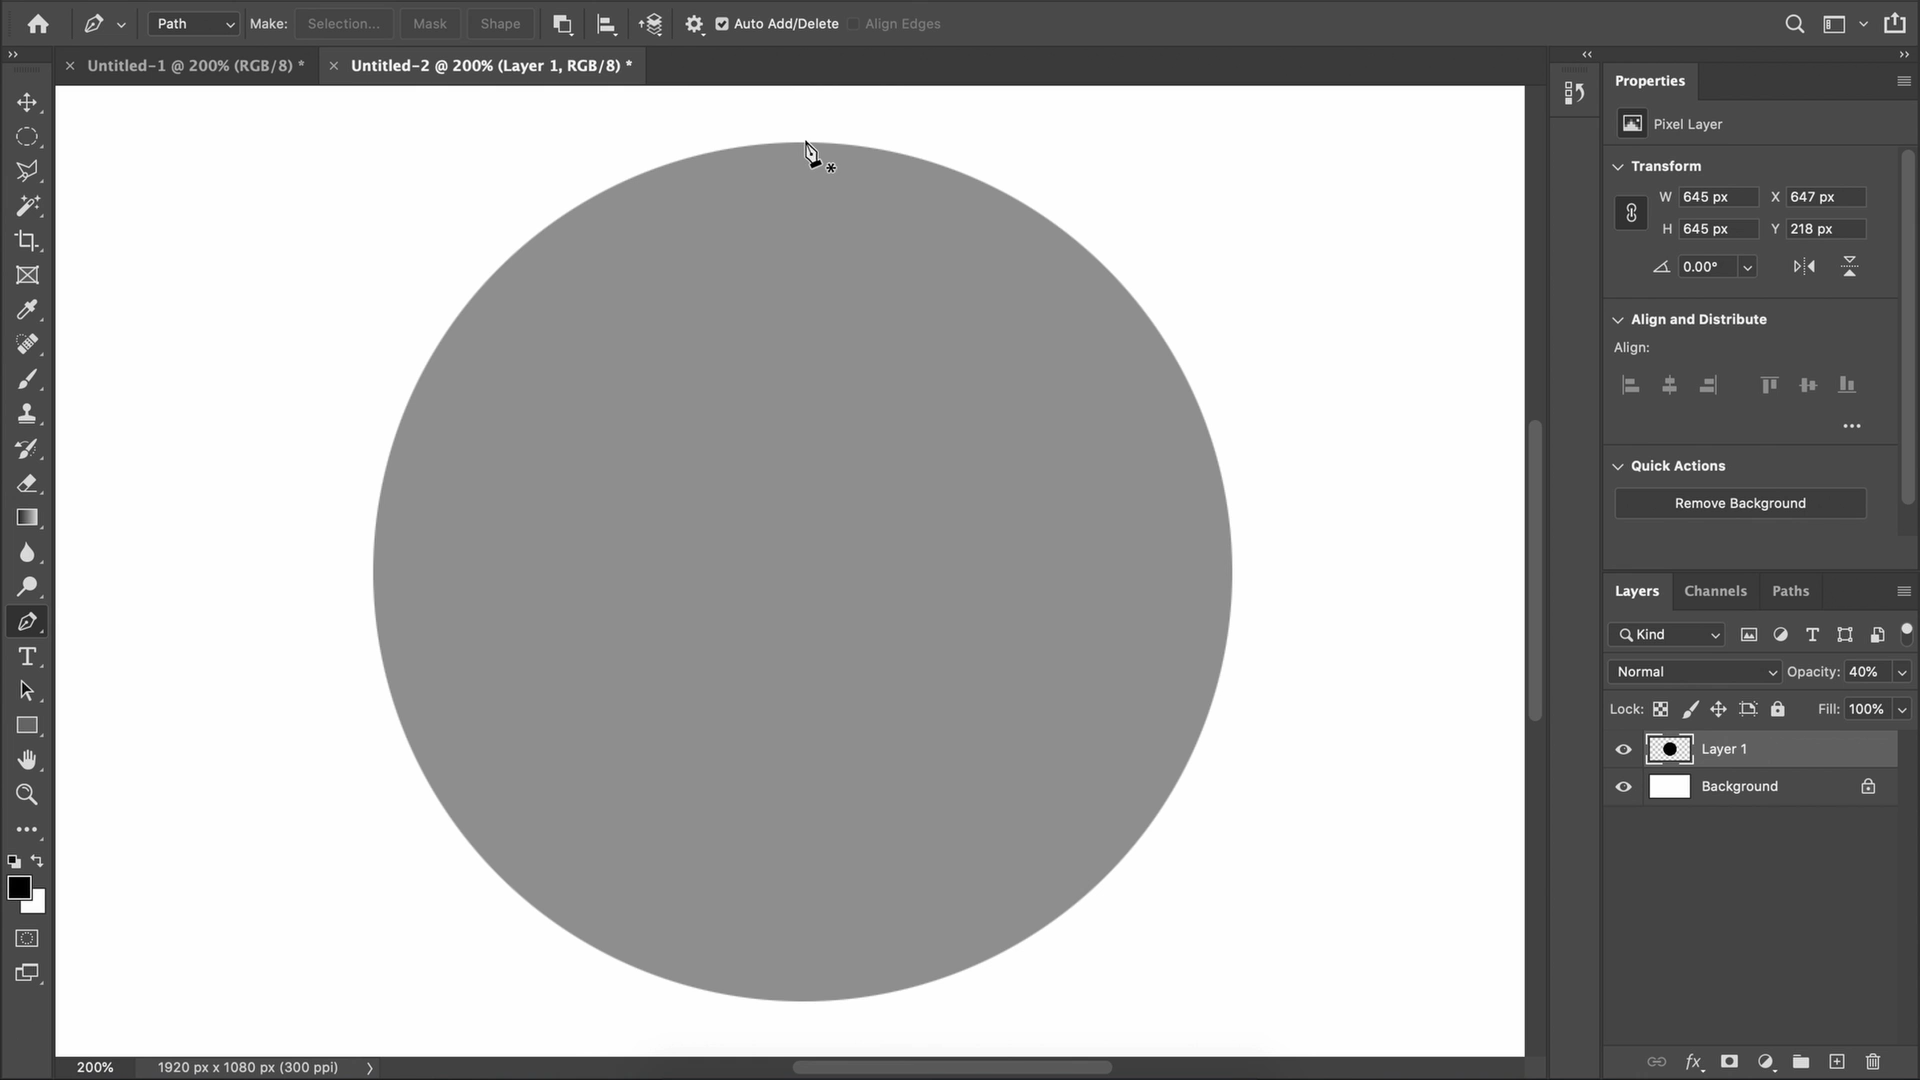 Path
Make:
Selection...
Mask
Shape
Auto Add/Delete
Align Edges
Untitled-1 @ 200% (RGB/8) *
Untitled-2 @ 200% (Layer 1, RGB/8) *
Properties
Pixel Layer
Transform
W 645 px X 647 px
H 645 px Y 218 px
0.00°
Align and Distribute
Align:
Quick Actions
Remove Background
Layers Channels Paths
Kind
Normal Opacity: 40%
Lock: Fill: 100%
Layer 1
Background
fx
200% 1920 px x 1080 px (300 ppi)